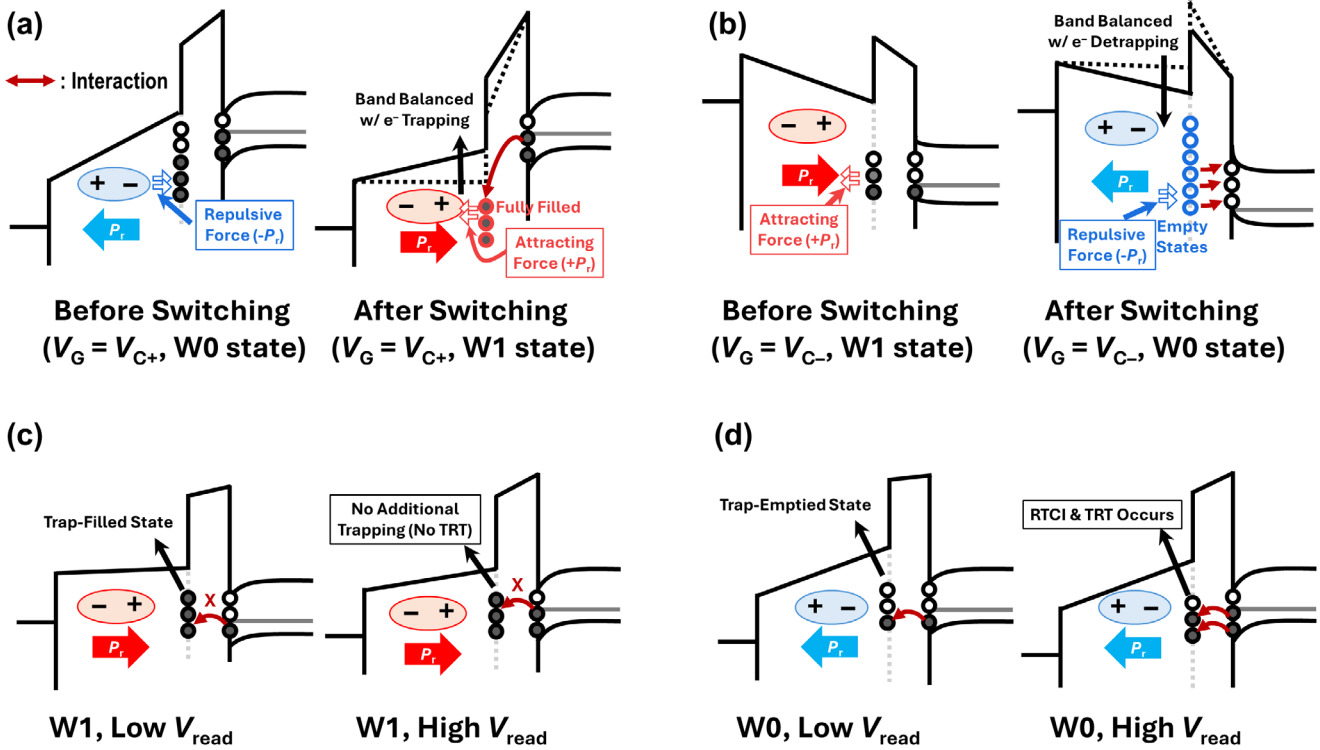 (a)
: Interaction
+ −
Pr
Repulsive
Force (-Pr)
Before Switching
(VG = VC+, W0 state)
Band Balanced
w/ e− Trapping
− +
Fully Filled
Pr
Attracting
Force (+Pr)
After Switching
(VG = VC+, W1 state)
(b)
− +
Pr
Attracting
Force (+Pr)
Before Switching
(VG = VC−, W1 state)
Band Balanced
w/ e− Detrapping
+ −
Pr
Repulsive
Force (-Pr)
Empty
States
After Switching
(VG = VC−, W0 state)
(c)
Trap-Filled State
X
− +
Pr
W1, Low Vread
No Additional
Trapping (No TRT)
X
− +
Pr
W1, High Vread
(d)
Trap-Emptied State
+ −
Pr
W0, Low Vread
RTCI & TRT Occurs
+ −
Pr
W0, High Vread